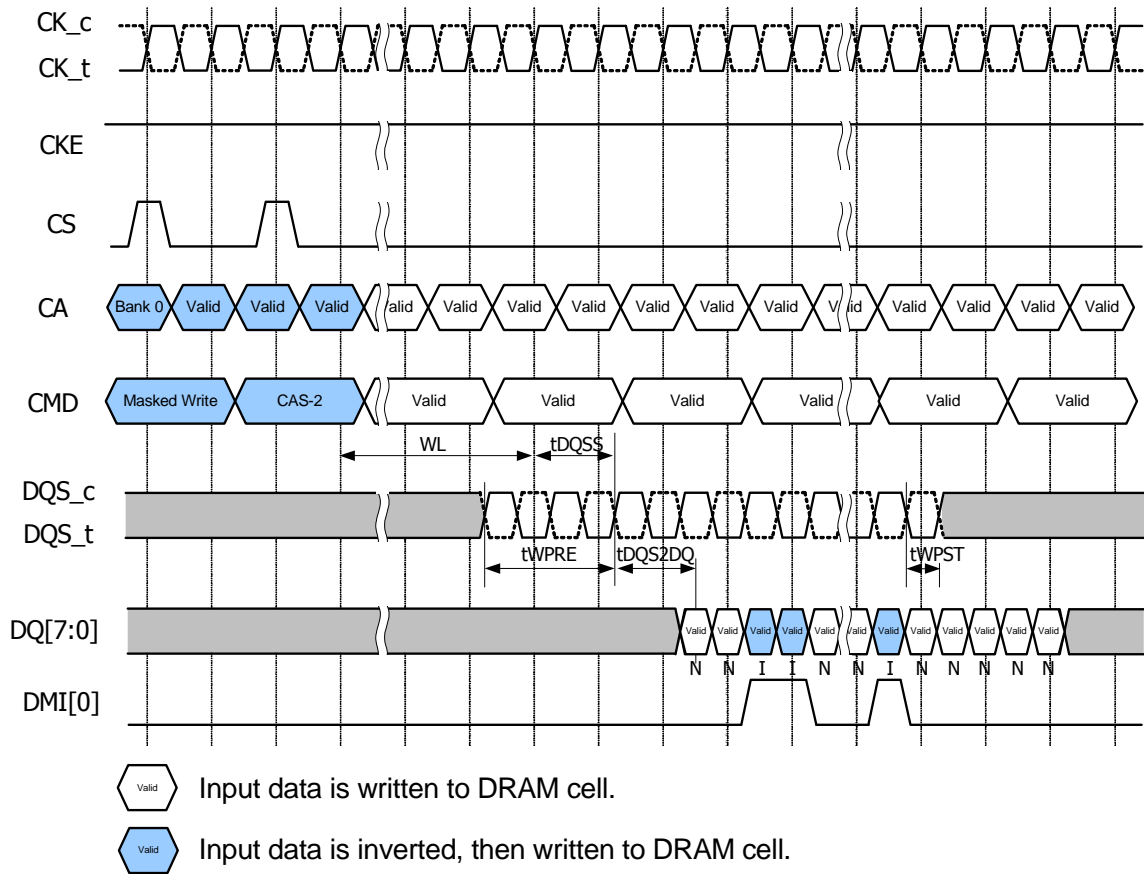 CK_c
CK_t
CKE
CS
CA Bank 0 Valid Valid Valid alid Valid Valid Valid Valid Valid Valid V lid Valid Valid Valid Valid
CMD Masked Write CAS-2 Valid Valid Valid Valid Valid Valid
WL tDQSS
DQS_c
DQS_t
tWPRE tDQS2DQ tWPST
DQ[7:0] Valid Valid Valid Valid Valid Valid Valid Valid Valid Valid Valid Valid
N N I I N N I N N N N N
DMI[0]
Valid Input data is written to DRAM cell.
Valid Input data is inverted, then written to DRAM cell.